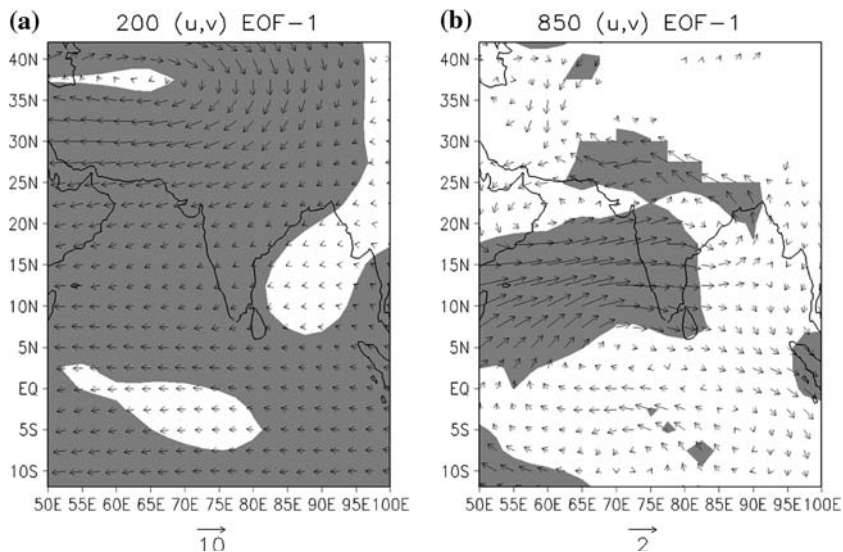 (a) 200 (u,v) EOF-1
40N
35N
30N
25N
20N
15N
10N
5N
EQ
5S
10S
50E 55E 60E 65E 70E 75E 80E 85E 90E 95E 100E
10
(b) 850 (u,v) EOF-1
40N
35N
30N
25N
20N
15N
10N
5N
EQ
5S
10S
50E 55E 60E 65E 70E 75E 80E 85E 90E 95E 100E
2